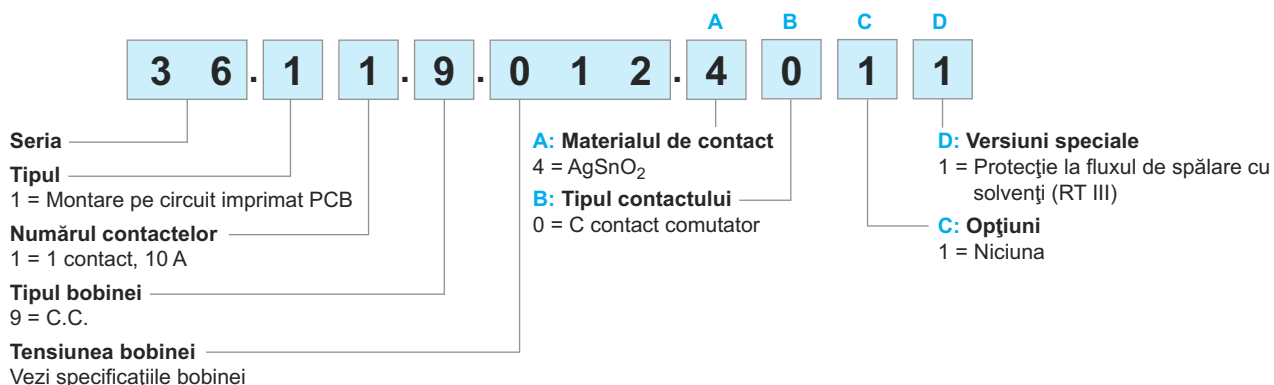 A B C D
3 6 . 1 1 . 9 . 0 1 2 . 4 0 1 1
Seria
Tipul
1 = Montare pe circuit imprimat PCB
Numărul contactelor
1 = 1 contact, 10 A
Tipul bobinei
9 = C.C.
Tensiunea bobinei
Vezi specificaţiile bobinei
A: Materialul de contact
4 = AgSnO₂
B: Tipul contactului
0 = C contact comutator
D: Versiuni speciale
1 = Protecţie la fluxul de spălare cu
solvenţi (RT III)
C: Opţiuni
1 = Niciuna